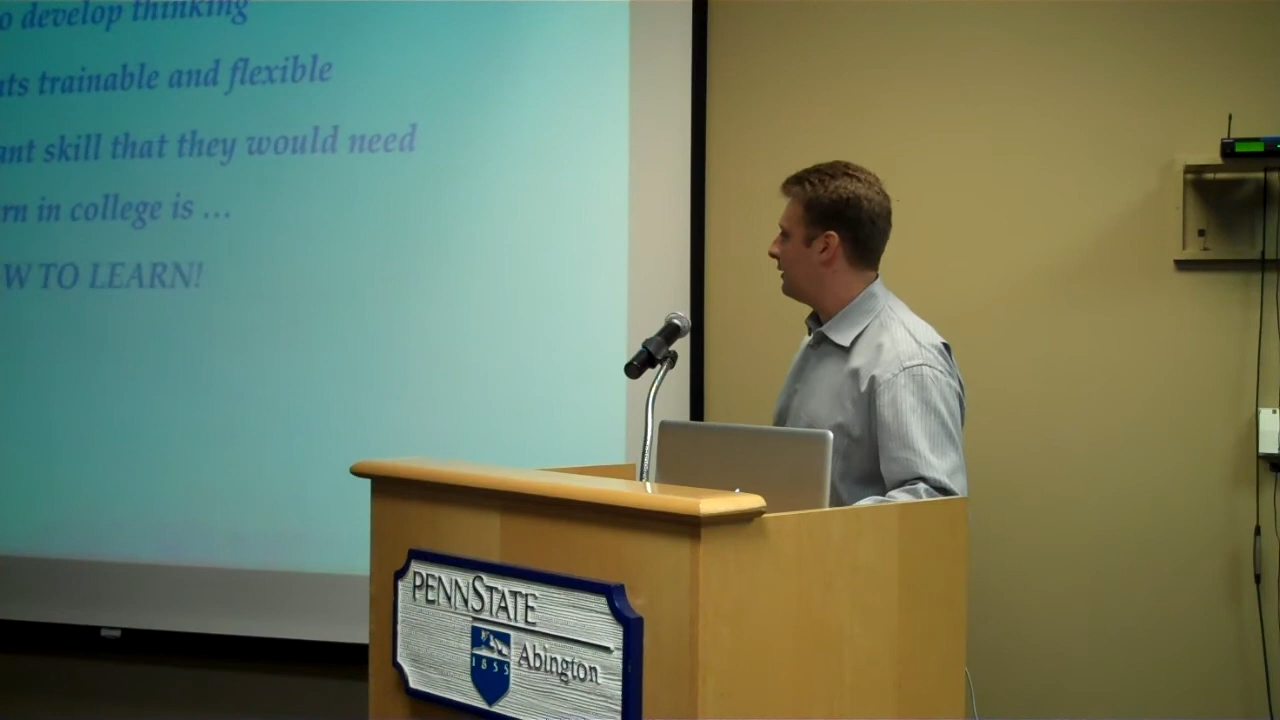 o develop thinking
ts trainable and flexible
ant skill that they would need
rn in college is ...
W TO LEARN!
PENNSTATE
1855
Abington